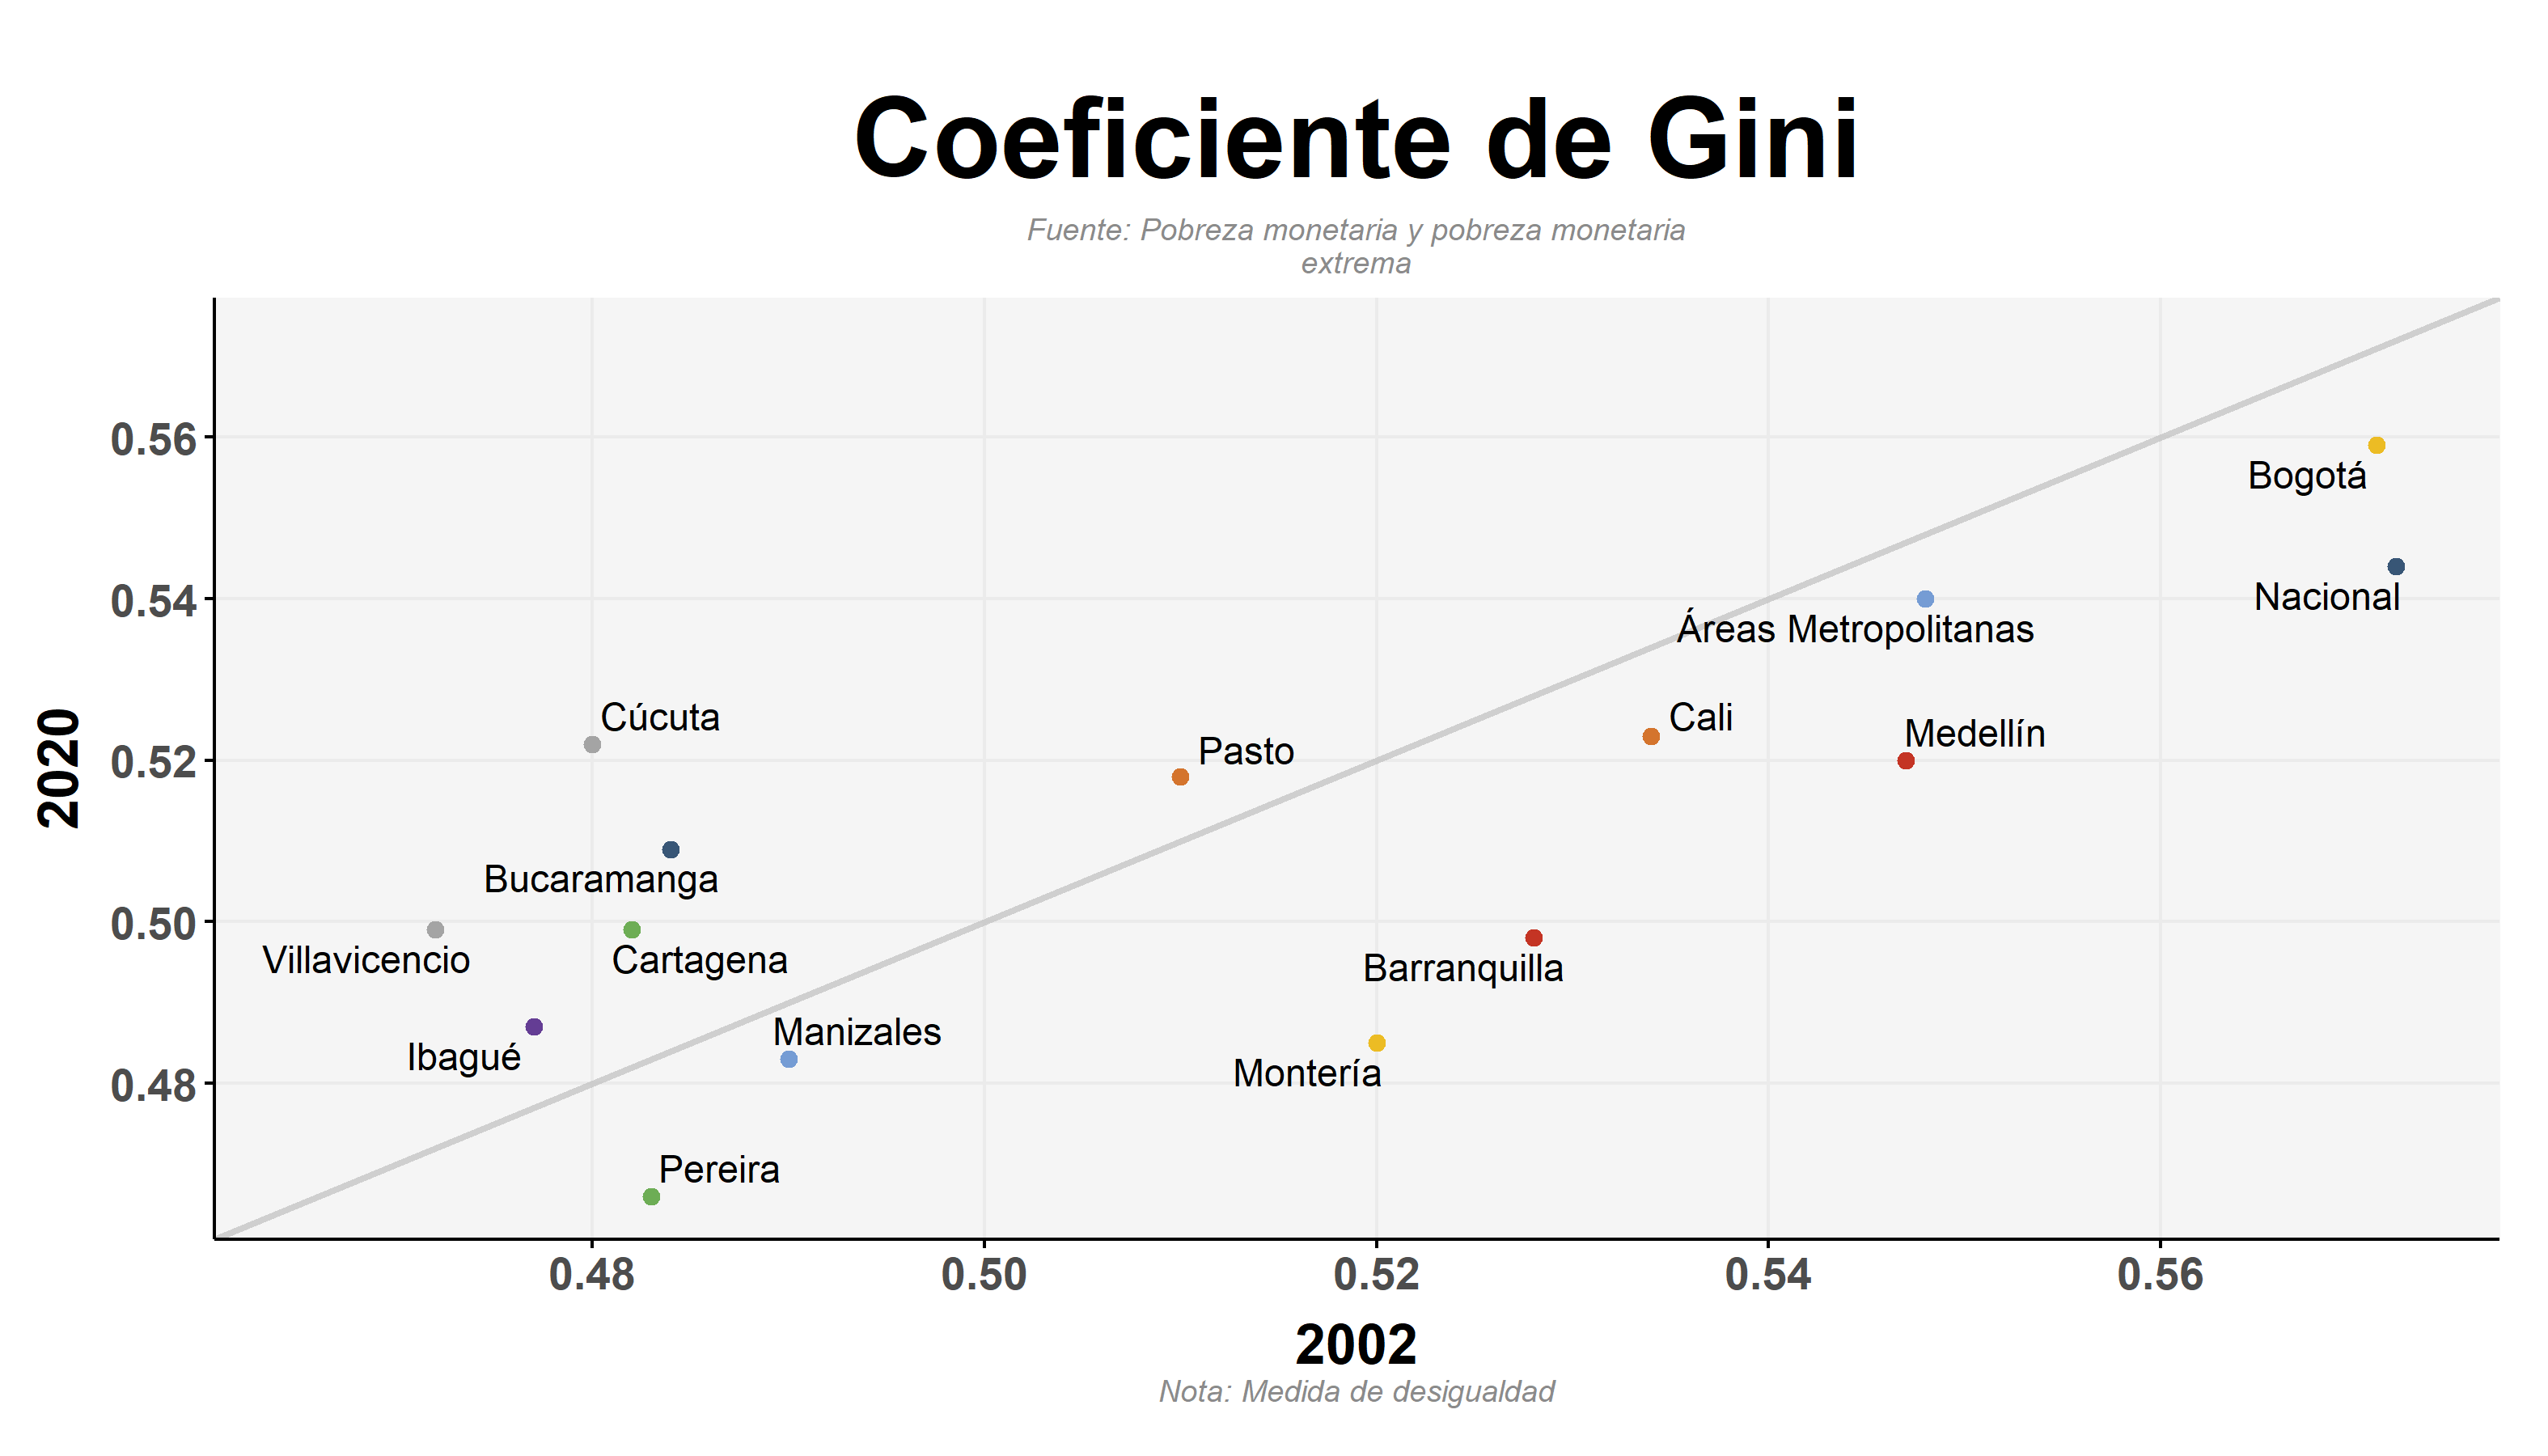 Coeficiente de Gini
Fuente: Pobreza monetaria y pobreza monetaria
extrema
0.56
0.54
0.52
0.50
0.48
2020
Bogotá
Nacional
Áreas Metropolitanas
Cúcuta
Cali
Medellín
Pasto
Bucaramanga
Villavicencio
Cartagena
Barranquilla
Manizales
Ibagué
Montería
Pereira
0.48
0.50
0.52
0.54
0.56
2002
Nota: Medida de desigualdad